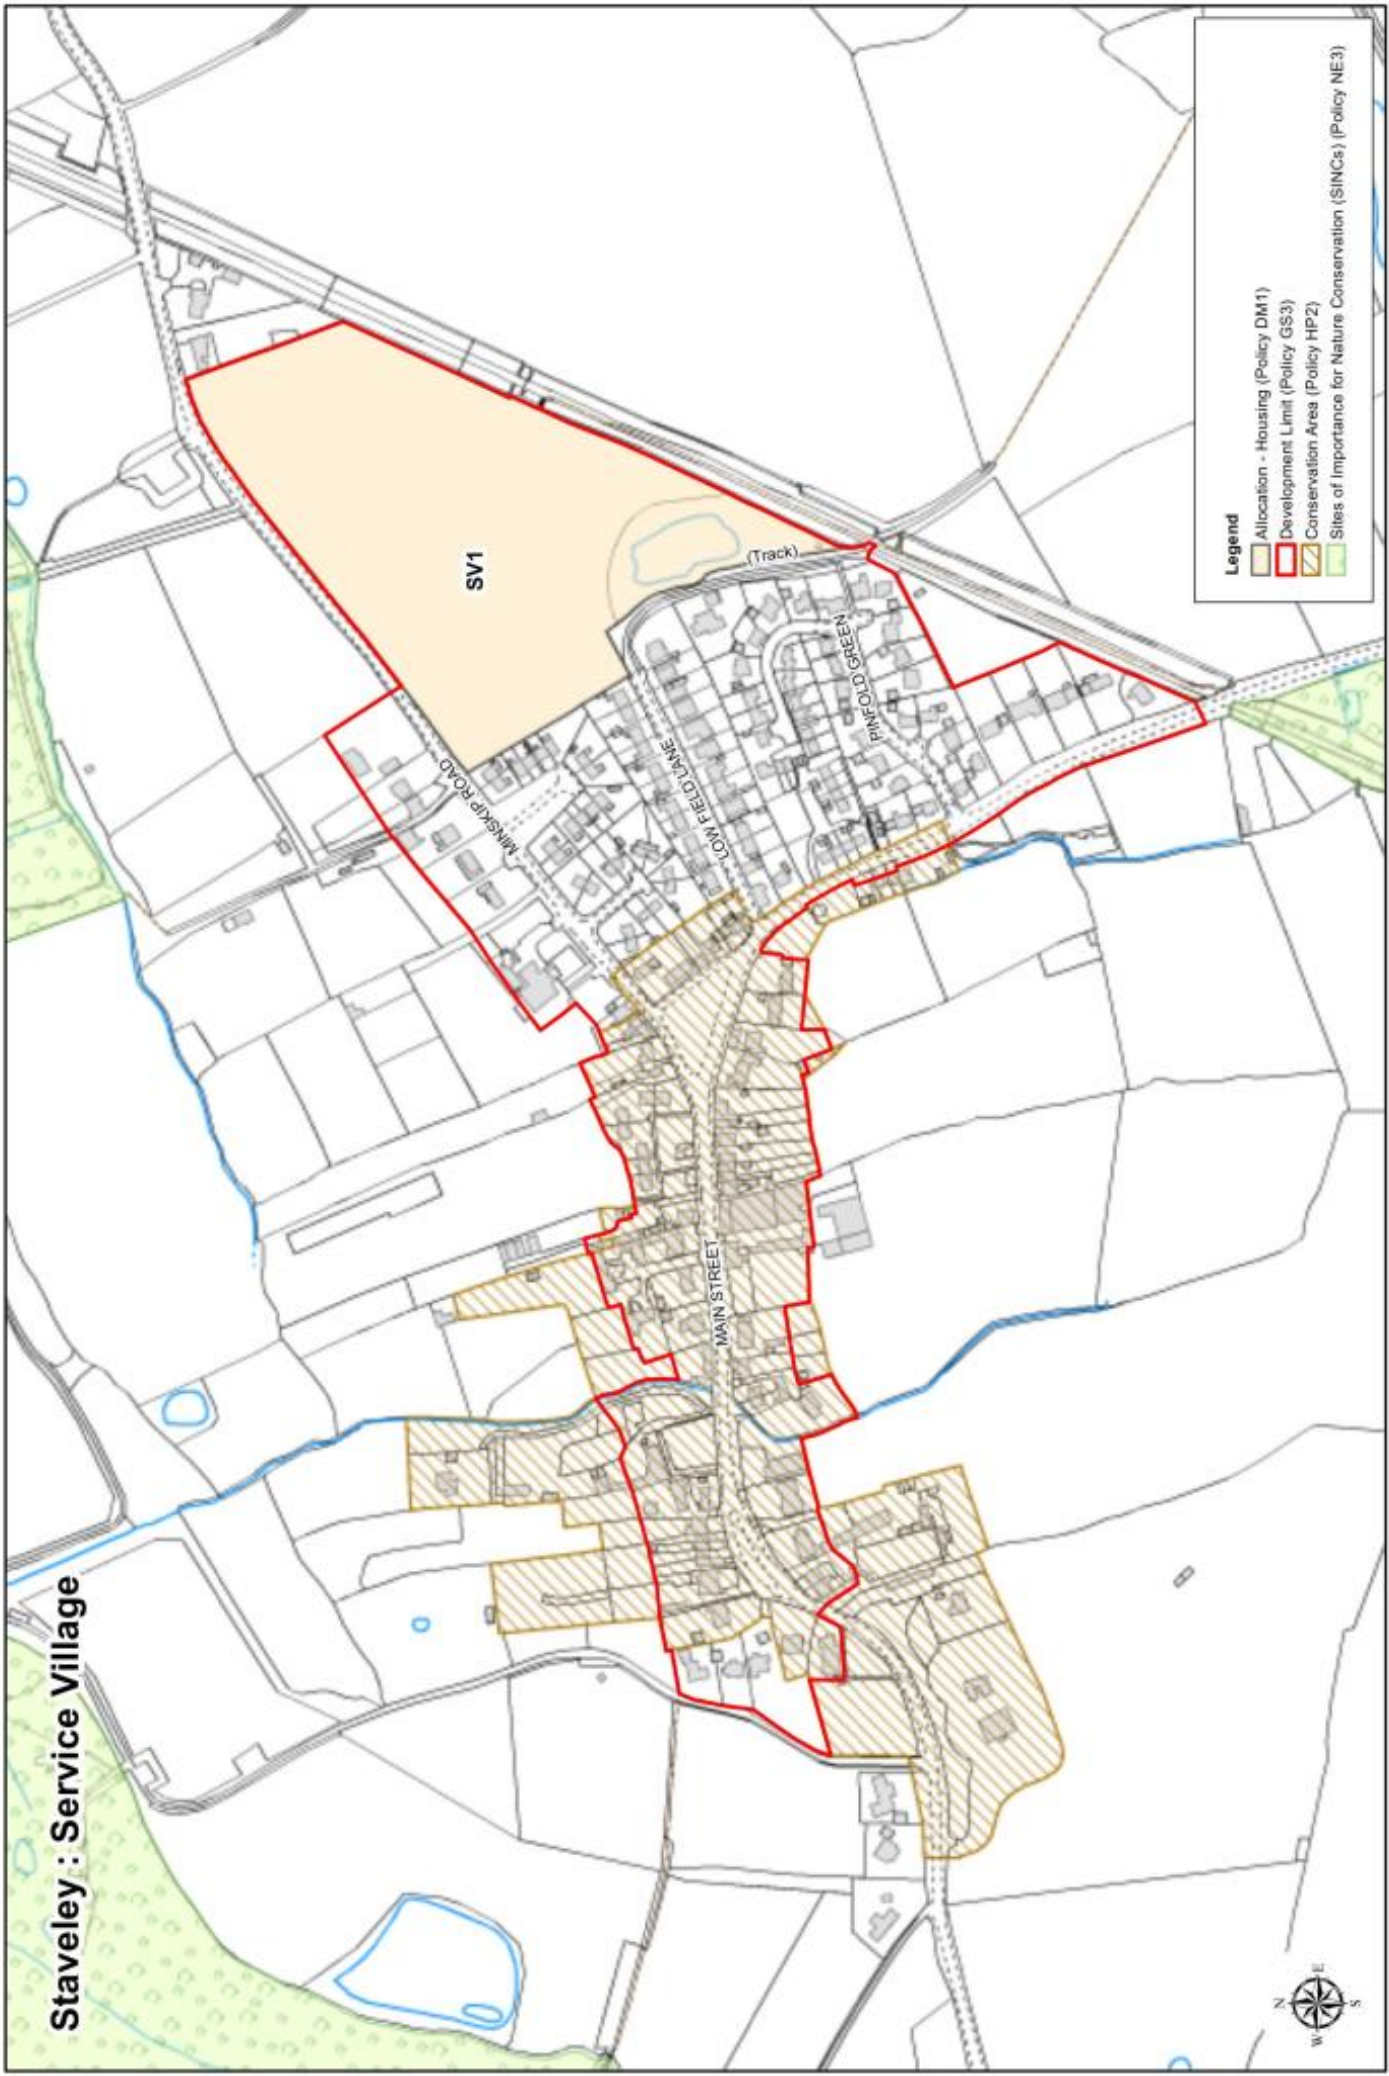 Staveley : Service Village
SV1
(Track)
MINSKIP ROAD
LOW FIELD LANE
PINFOLD GREEN
MAIN STREET
Legend
Allocation - Housing (Policy DM1)
Development Limit (Policy GS3)
Conservation Area (Policy HP2)
Sites of Importance for Nature Conservation (SINCs) (Policy NE3)
N
W E
S